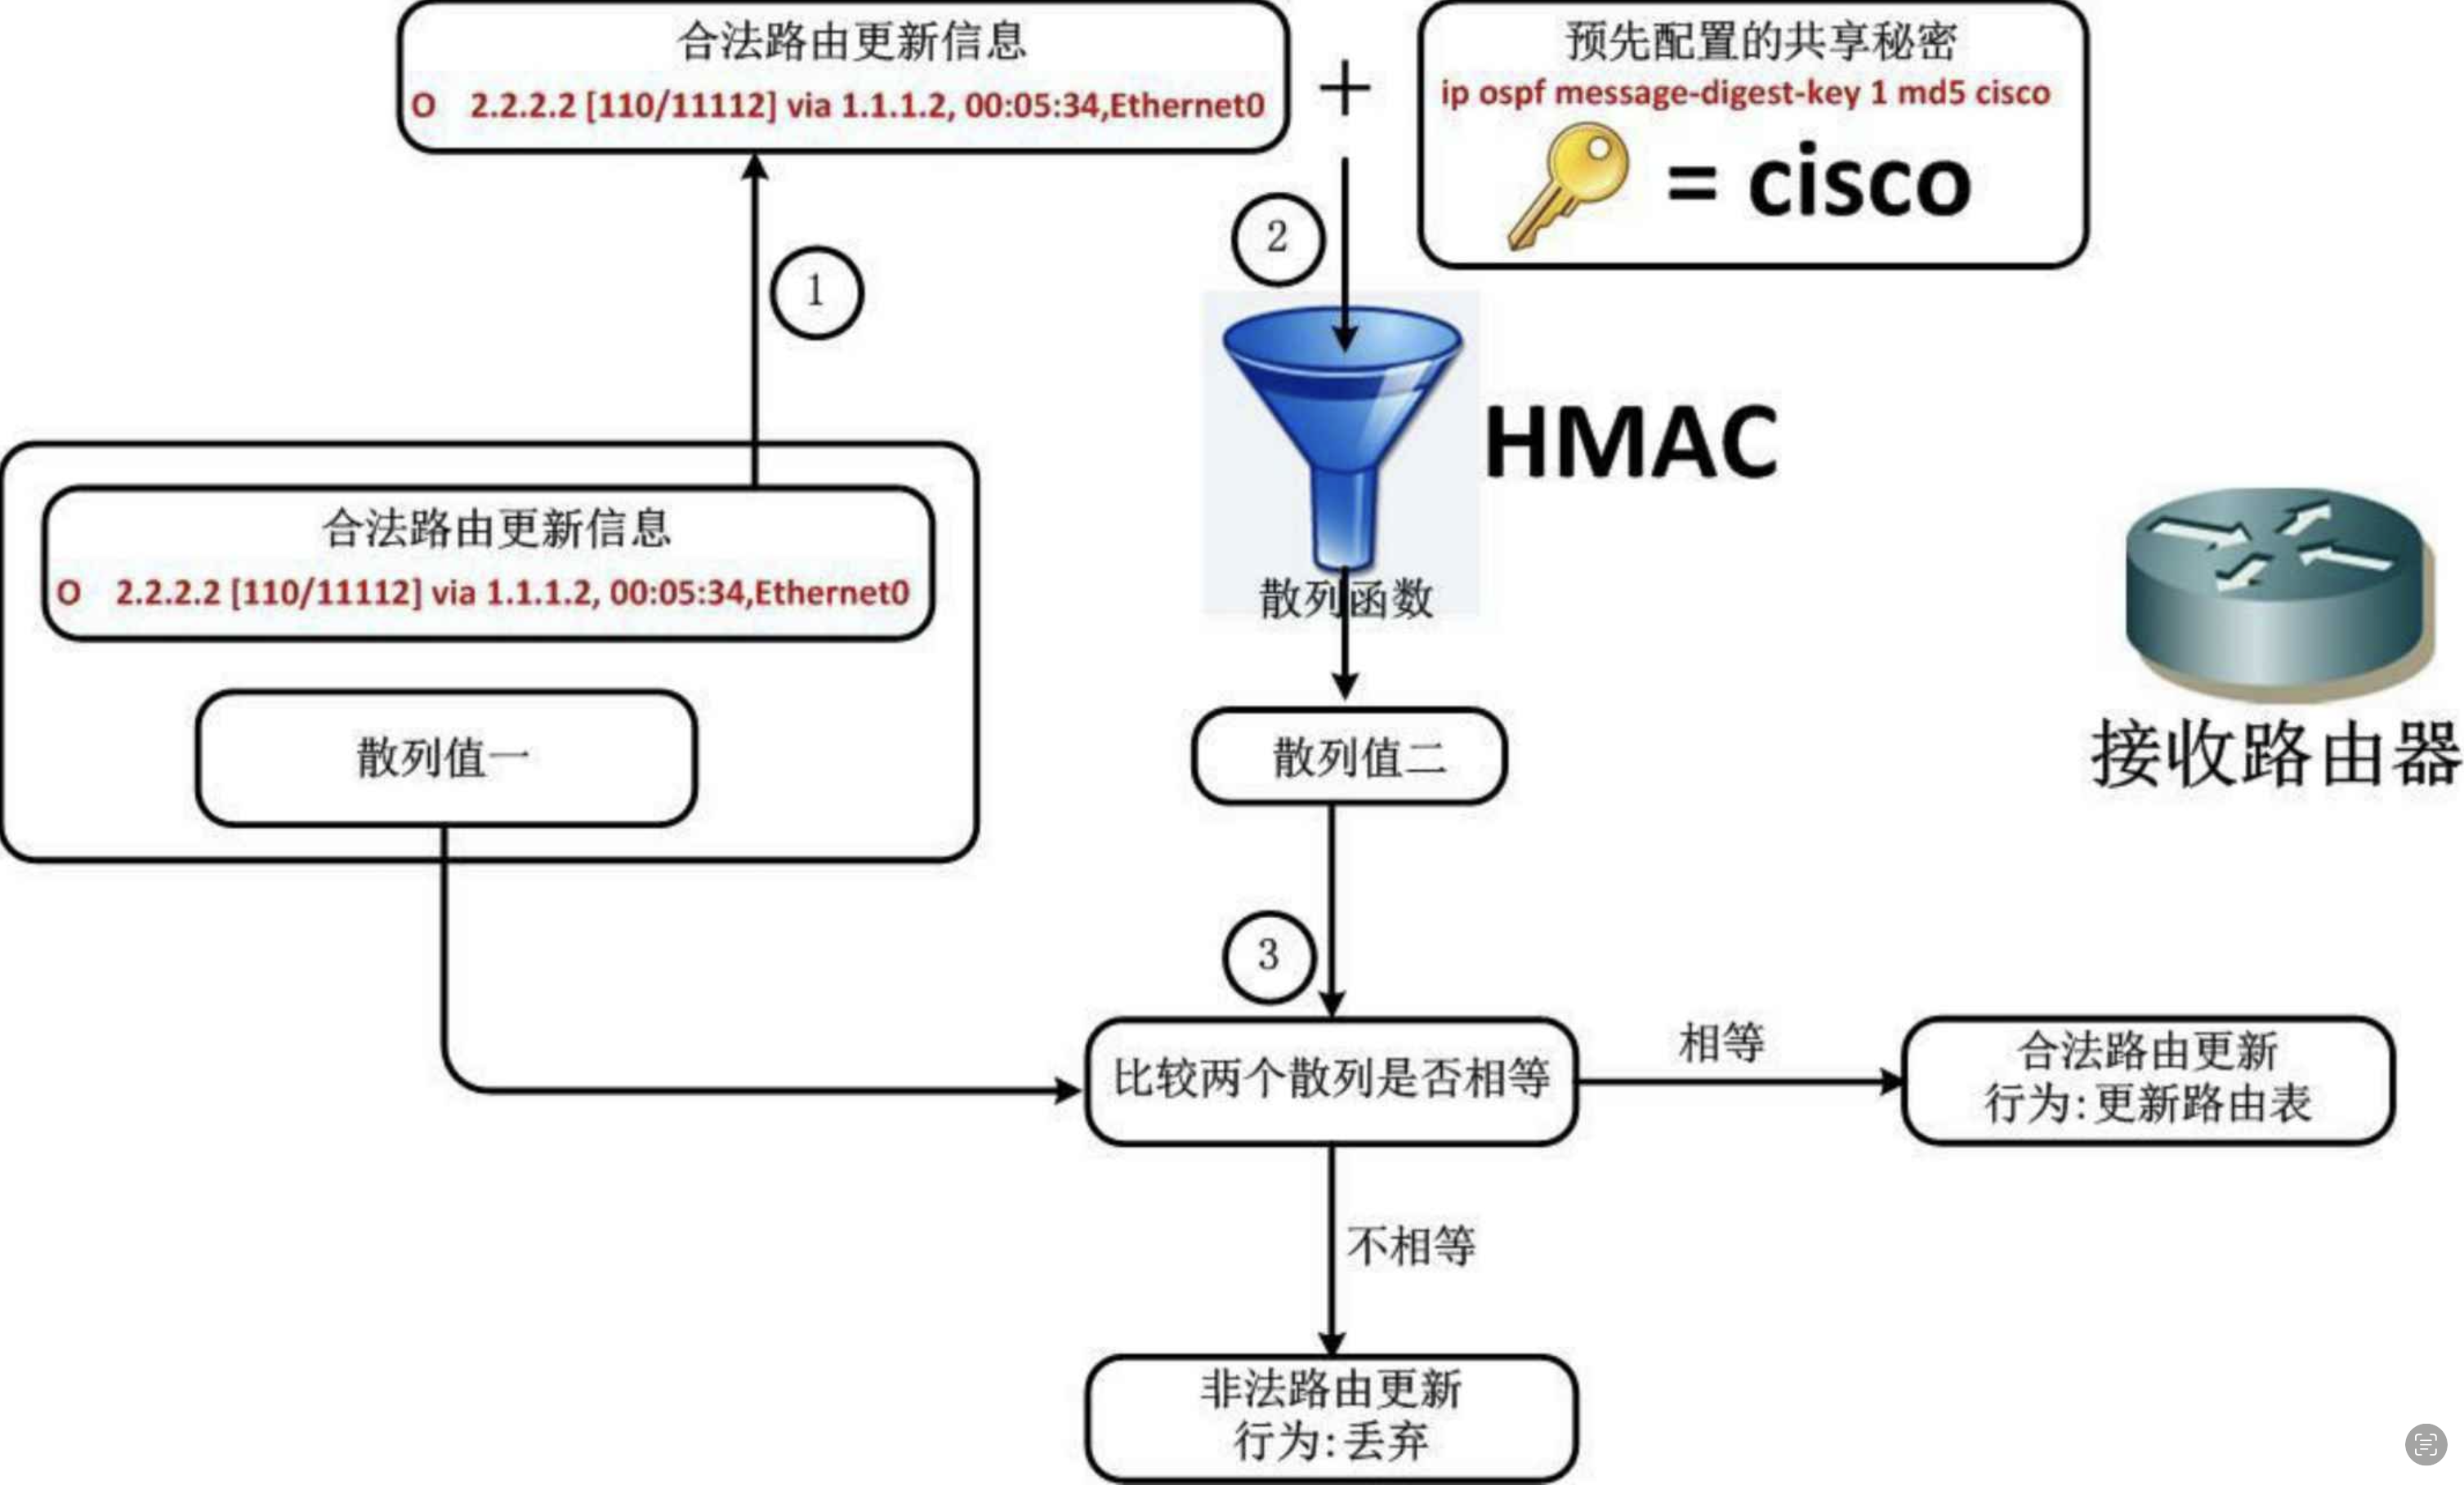 合法路由更新信息
O 2.2.2.2 [110/11112] via 1.1.1.2, 00:05:34,Ethernet0
+
预先配置的共享秘密
ip ospf message-digest-key 1 md5 cisco
= cisco
2
1
HMAC
散列函数
合法路由更新信息
O 2.2.2.2 [110/11112] via 1.1.1.2, 00:05:34,Ethernet0
散列值一
散列值二
接收路由器
3
比较两个散列是否相等
相等
合法路由更新
行为:更新路由表
不相等
非法路由更新
行为:丢弃